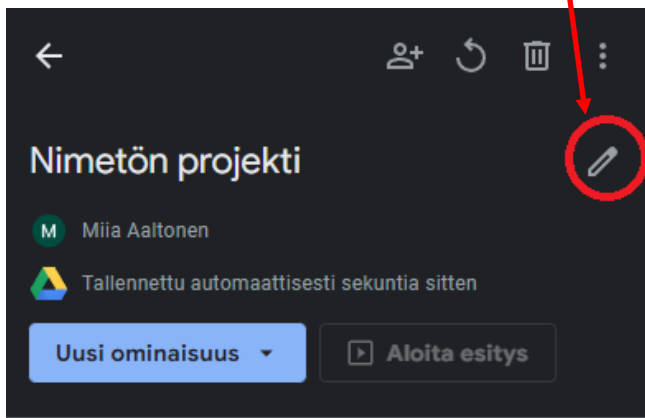 Nimetön projekti
M Miia Aaltonen
Tallennettu automaattisesti sekuntia sitten
Uusi ominaisuus
Aloita esitys